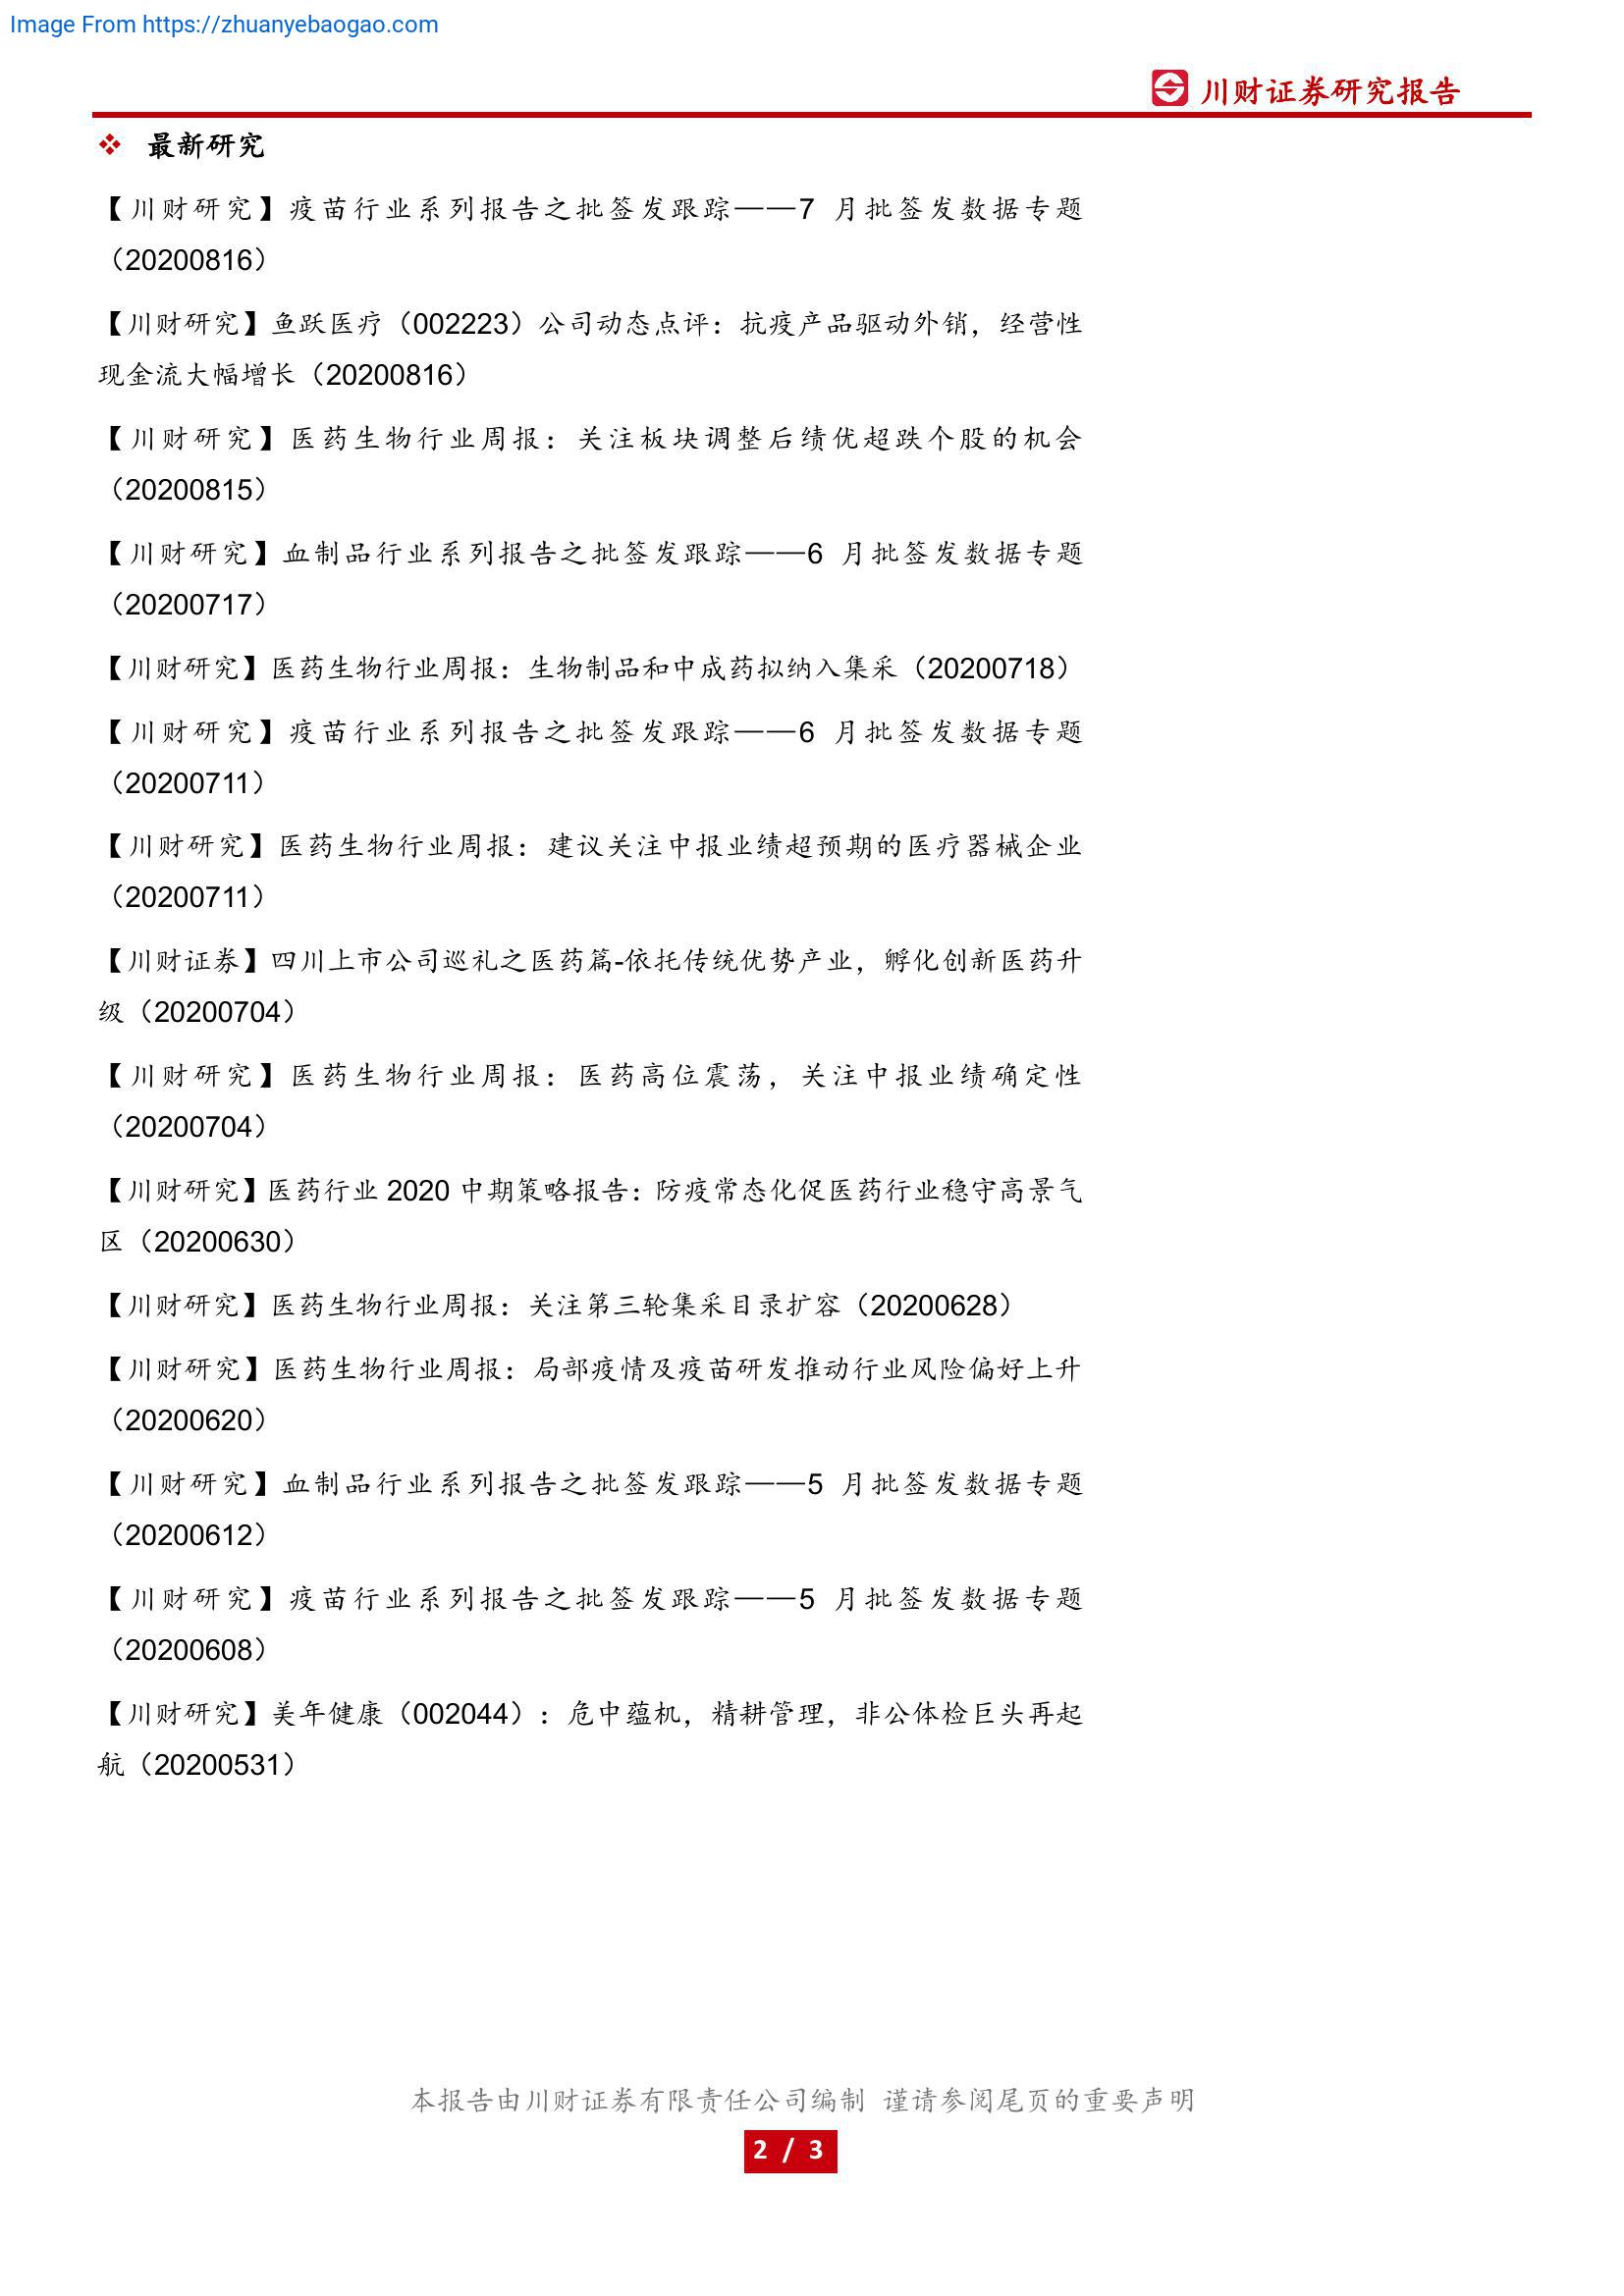 Image From https://zhuanyebaogao.com
川财证券研究报告
❖ 最新研究
【川财研究】疫苗行业系列报告之批签发跟踪——7 月批签发数据专题
（20200816）
【川财研究】鱼跃医疗（002223）公司动态点评：抗疫产品驱动外销，经营性
现金流大幅增长（20200816）
【川财研究】医药生物行业周报：关注板块调整后绩优超跌个股的机会
（20200815）
【川财研究】血制品行业系列报告之批签发跟踪——6 月批签发数据专题
（20200717）
【川财研究】医药生物行业周报：生物制品和中成药拟纳入集采（20200718）
【川财研究】疫苗行业系列报告之批签发跟踪——6 月批签发数据专题
（20200711）
【川财研究】医药生物行业周报：建议关注中报业绩超预期的医疗器械企业
（20200711）
【川财证券】四川上市公司巡礼之医药篇-依托传统优势产业，孵化创新医药升
级（20200704）
【川财研究】医药生物行业周报：医药高位震荡，关注中报业绩确定性
（20200704）
【川财研究】医药行业 2020 中期策略报告：防疫常态化促医药行业稳守高景气
区（20200630）
【川财研究】医药生物行业周报：关注第三轮集采目录扩容（20200628）
【川财研究】医药生物行业周报：局部疫情及疫苗研发推动行业风险偏好上升
（20200620）
【川财研究】血制品行业系列报告之批签发跟踪——5 月批签发数据专题
（20200612）
【川财研究】疫苗行业系列报告之批签发跟踪——5 月批签发数据专题
（20200608）
【川财研究】美年健康（002044）：危中蕴机，精耕管理，非公体检巨头再起
航（20200531）
本报告由川财证券有限责任公司编制 谨请参阅尾页的重要声明
2 / 3